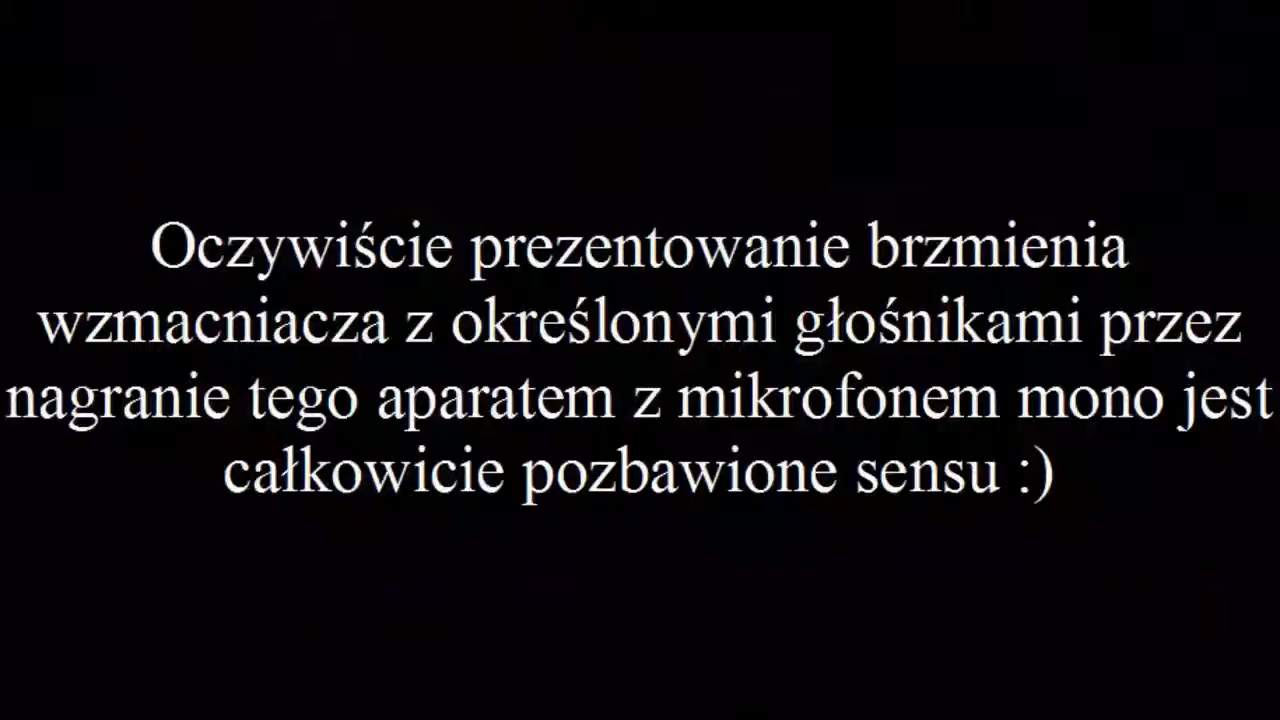 Oczywiście prezentowanie brzmienia
wzmacniacza z określonymi głośnikami przez
nagranie tego aparatem z mikrofonem mono jest
całkowicie pozbawione sensu :)